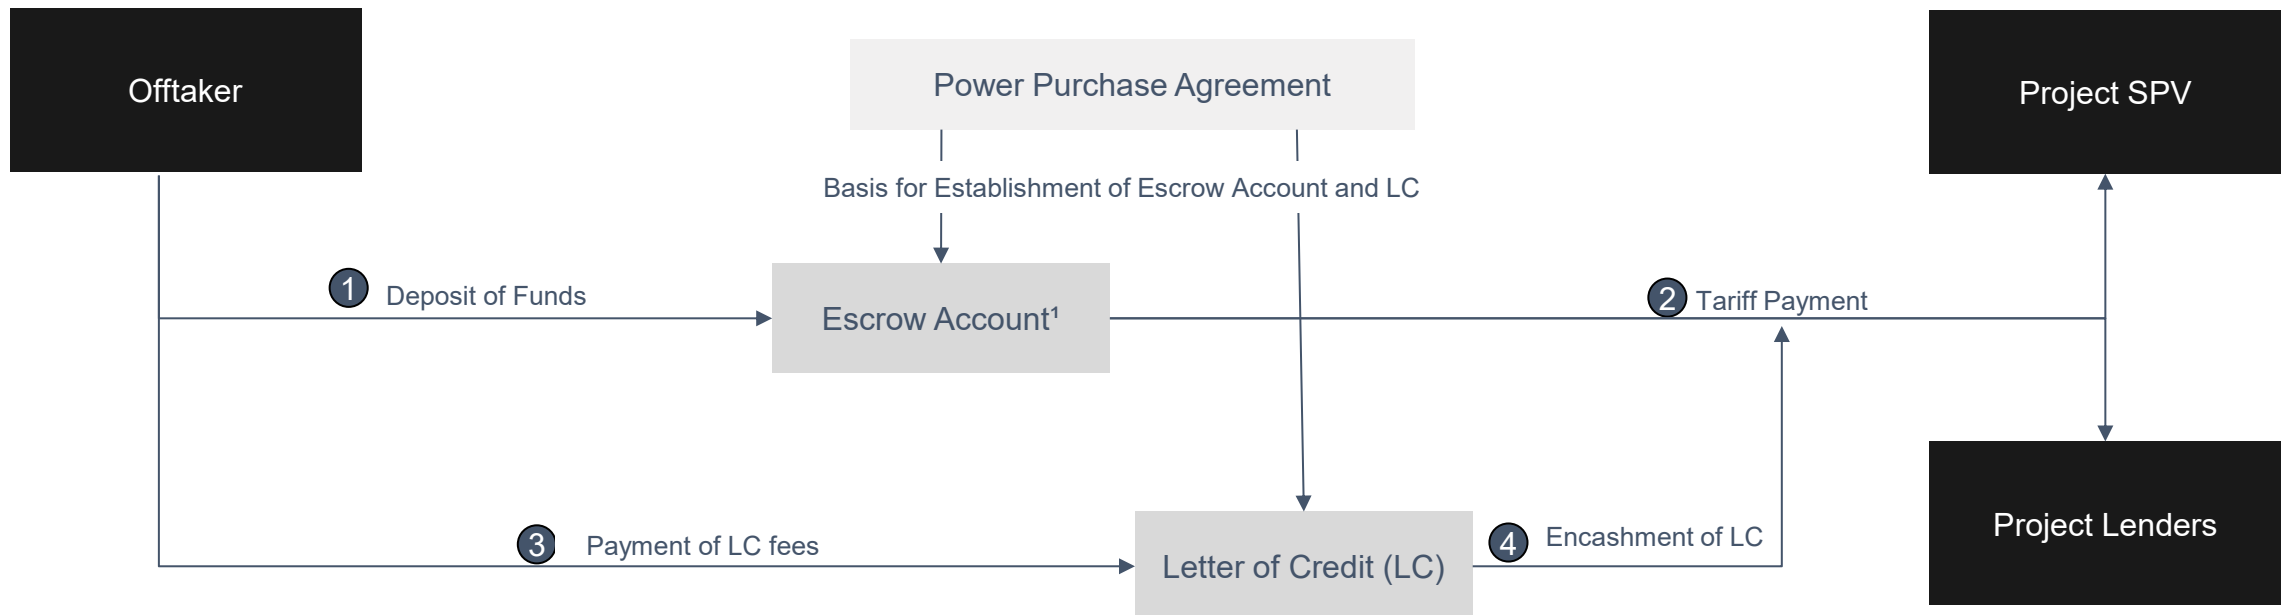 Offtaker
Power Purchase Agreement
Project SPV
Basis for Establishment of Escrow Account and LC
1 Deposit of Funds
Escrow Account¹
2 Tariff Payment
3 Payment of LC fees
Letter of Credit (LC)
4 Encashment of LC
Project Lenders